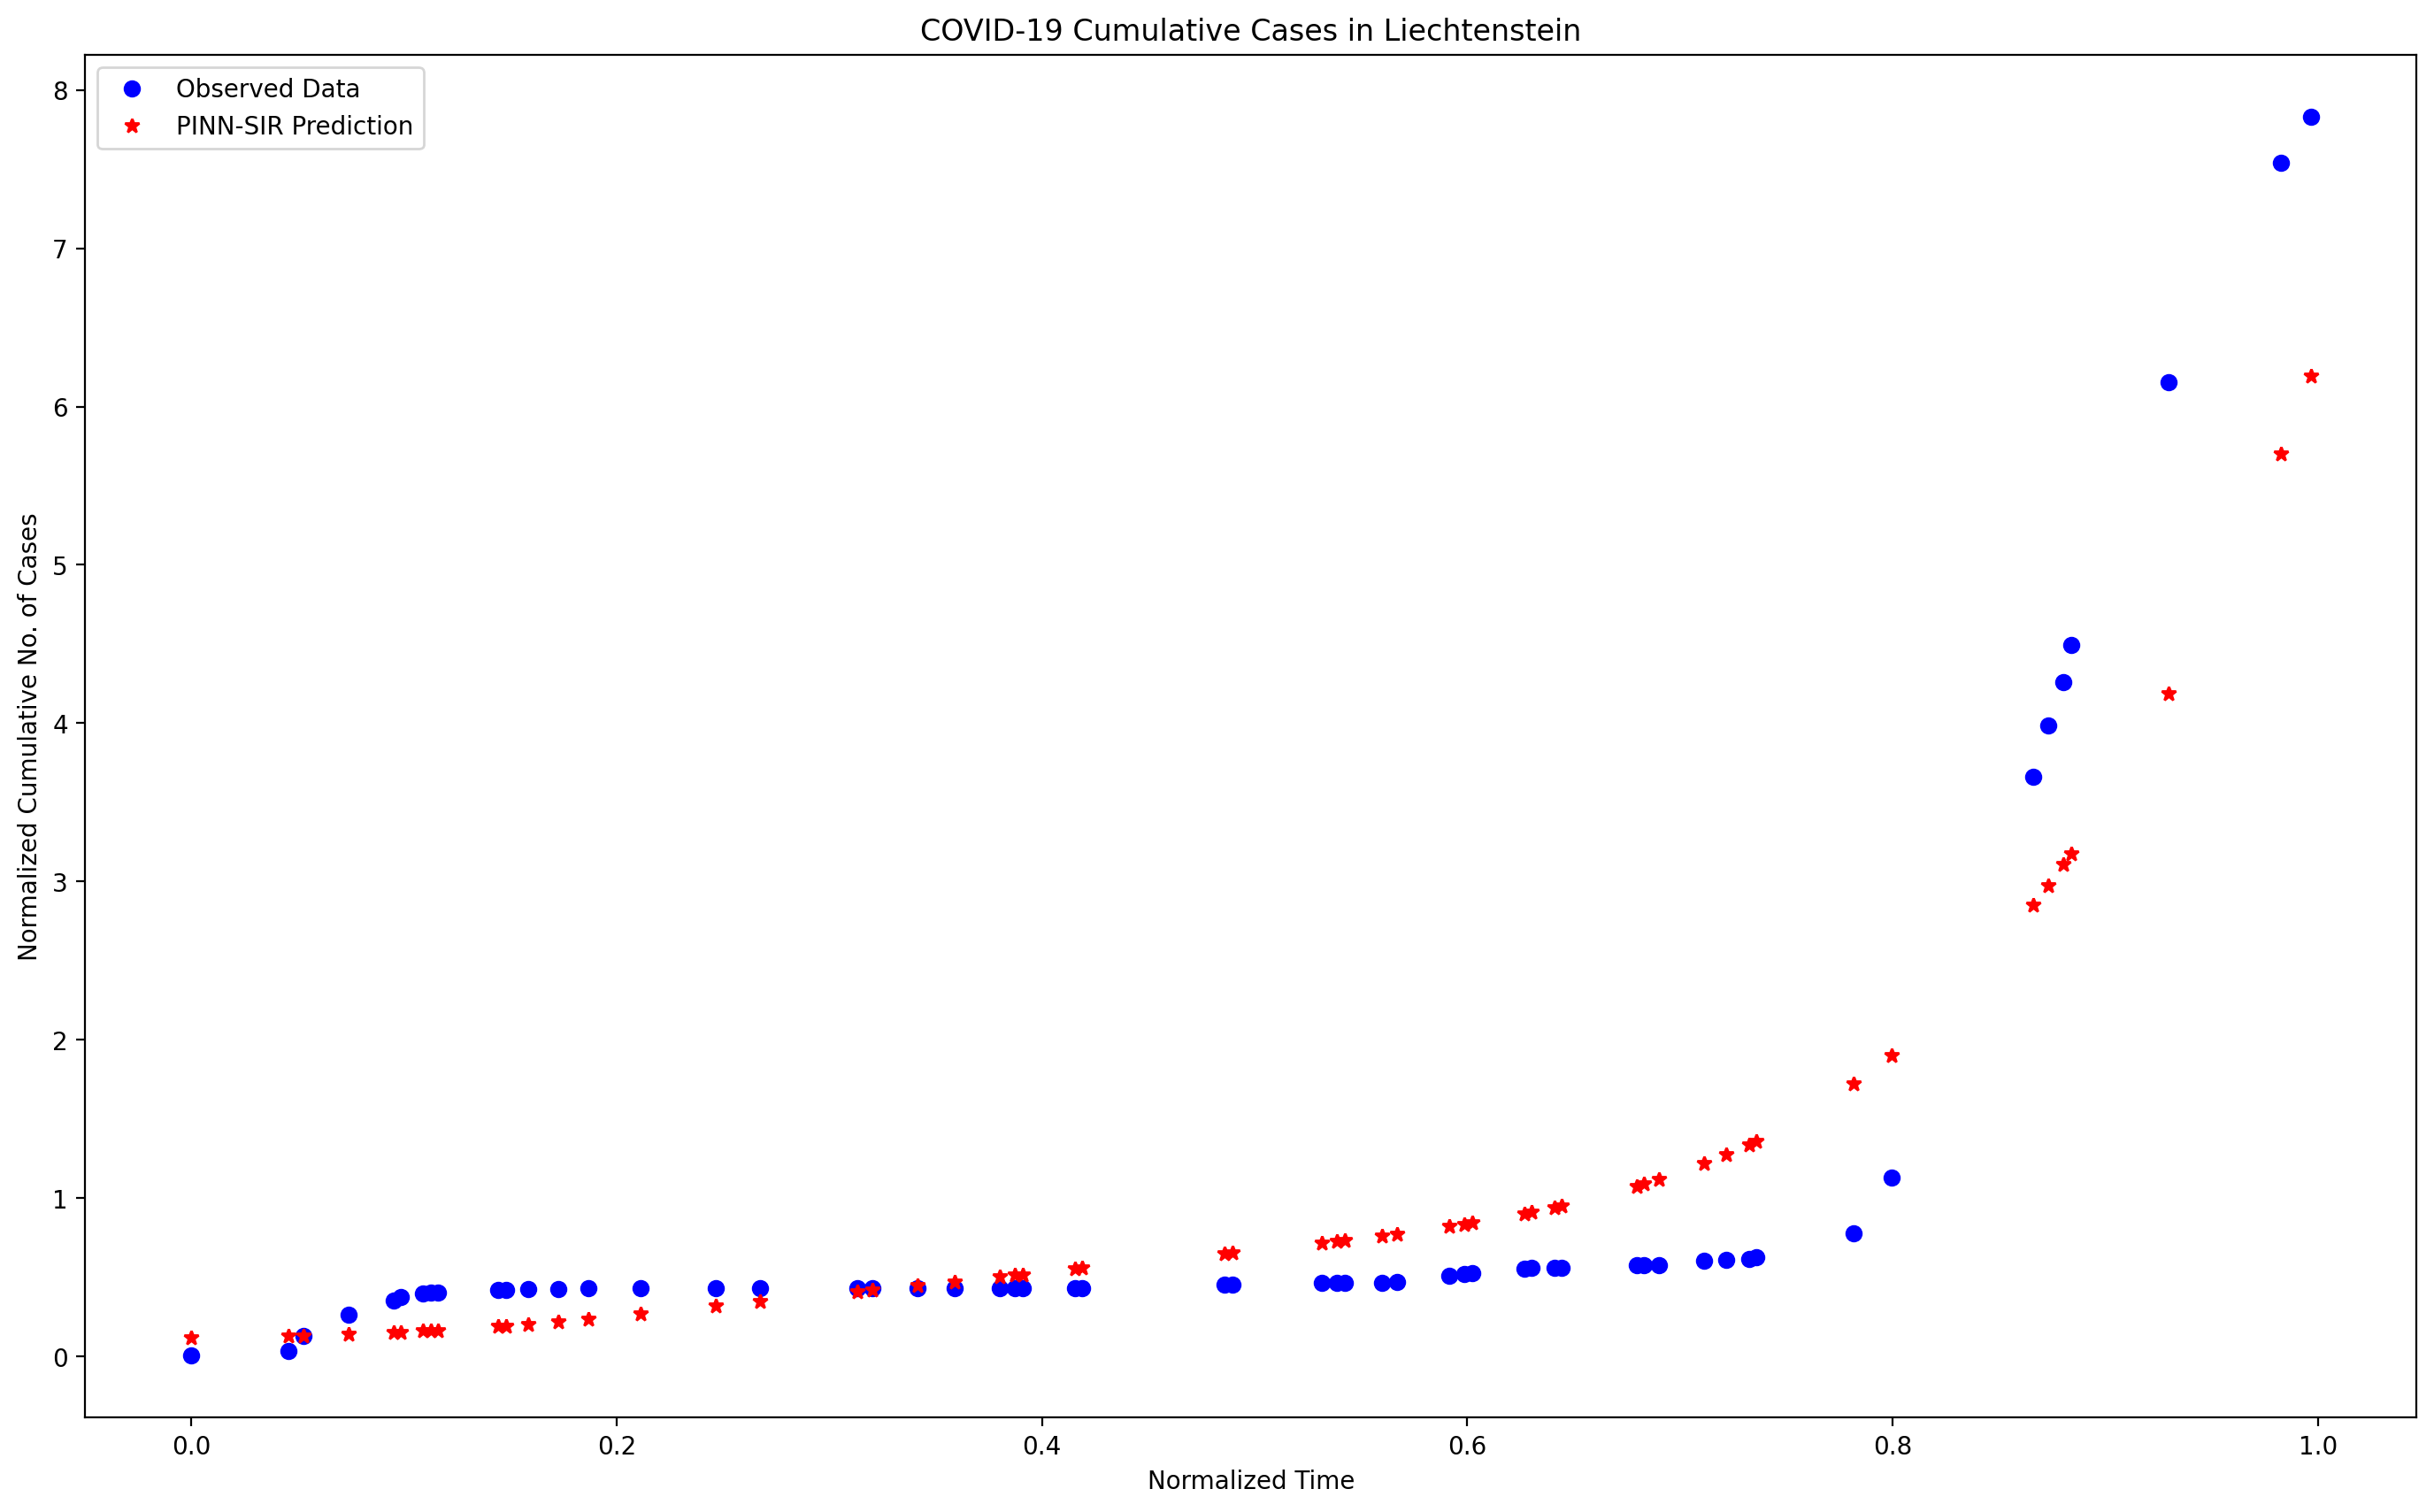 COVID-19 Cumulative Cases in Liechtenstein
Observed Data
PINN-SIR Prediction
Normalized Cumulative No. of Cases
8
7
6
5
4
3
2
1
0
0.0 0.2 0.4 0.6 0.8 1.0
Normalized Time